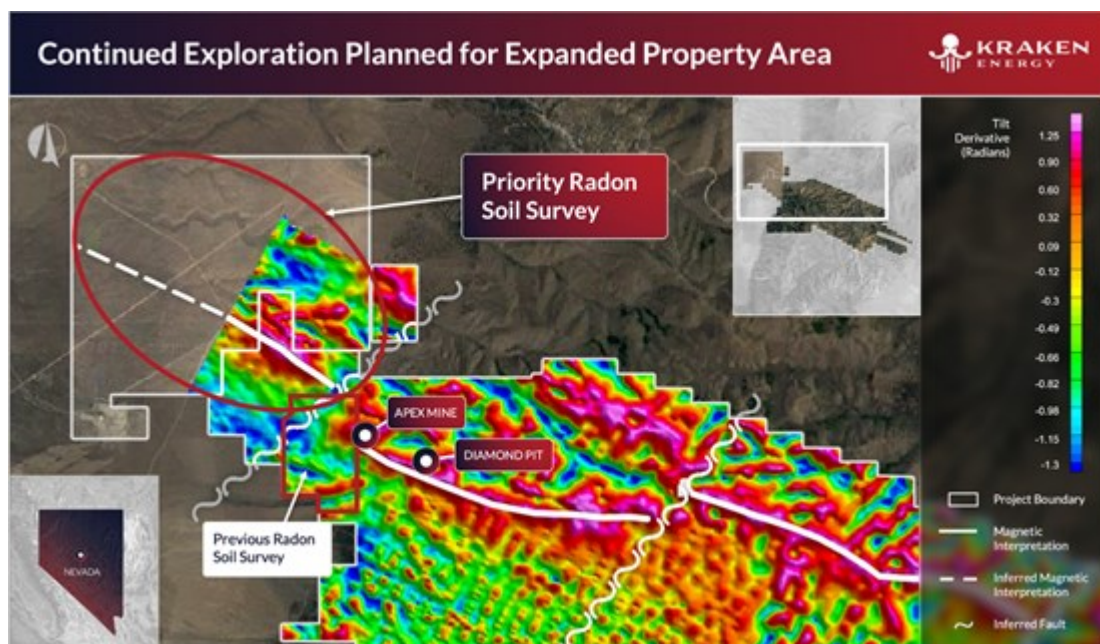 Continued Exploration Planned for Expanded Property Area
KRAKEN
ENERGY
Priority Radon
Soil Survey
APEX MINE
DIAMOND PIT
Previous Radon
Soil Survey
NEVADA
Tilt
Derivative
(Radians)
1.25
0.90
0.60
0.32
0.09
-0.12
-0.3
-0.49
-0.66
-0.82
-0.98
-1.15
-1.3
Project Boundary
Magnetic
Interpretation
Inferred Magnetic
Interpretation
Inferred Fault